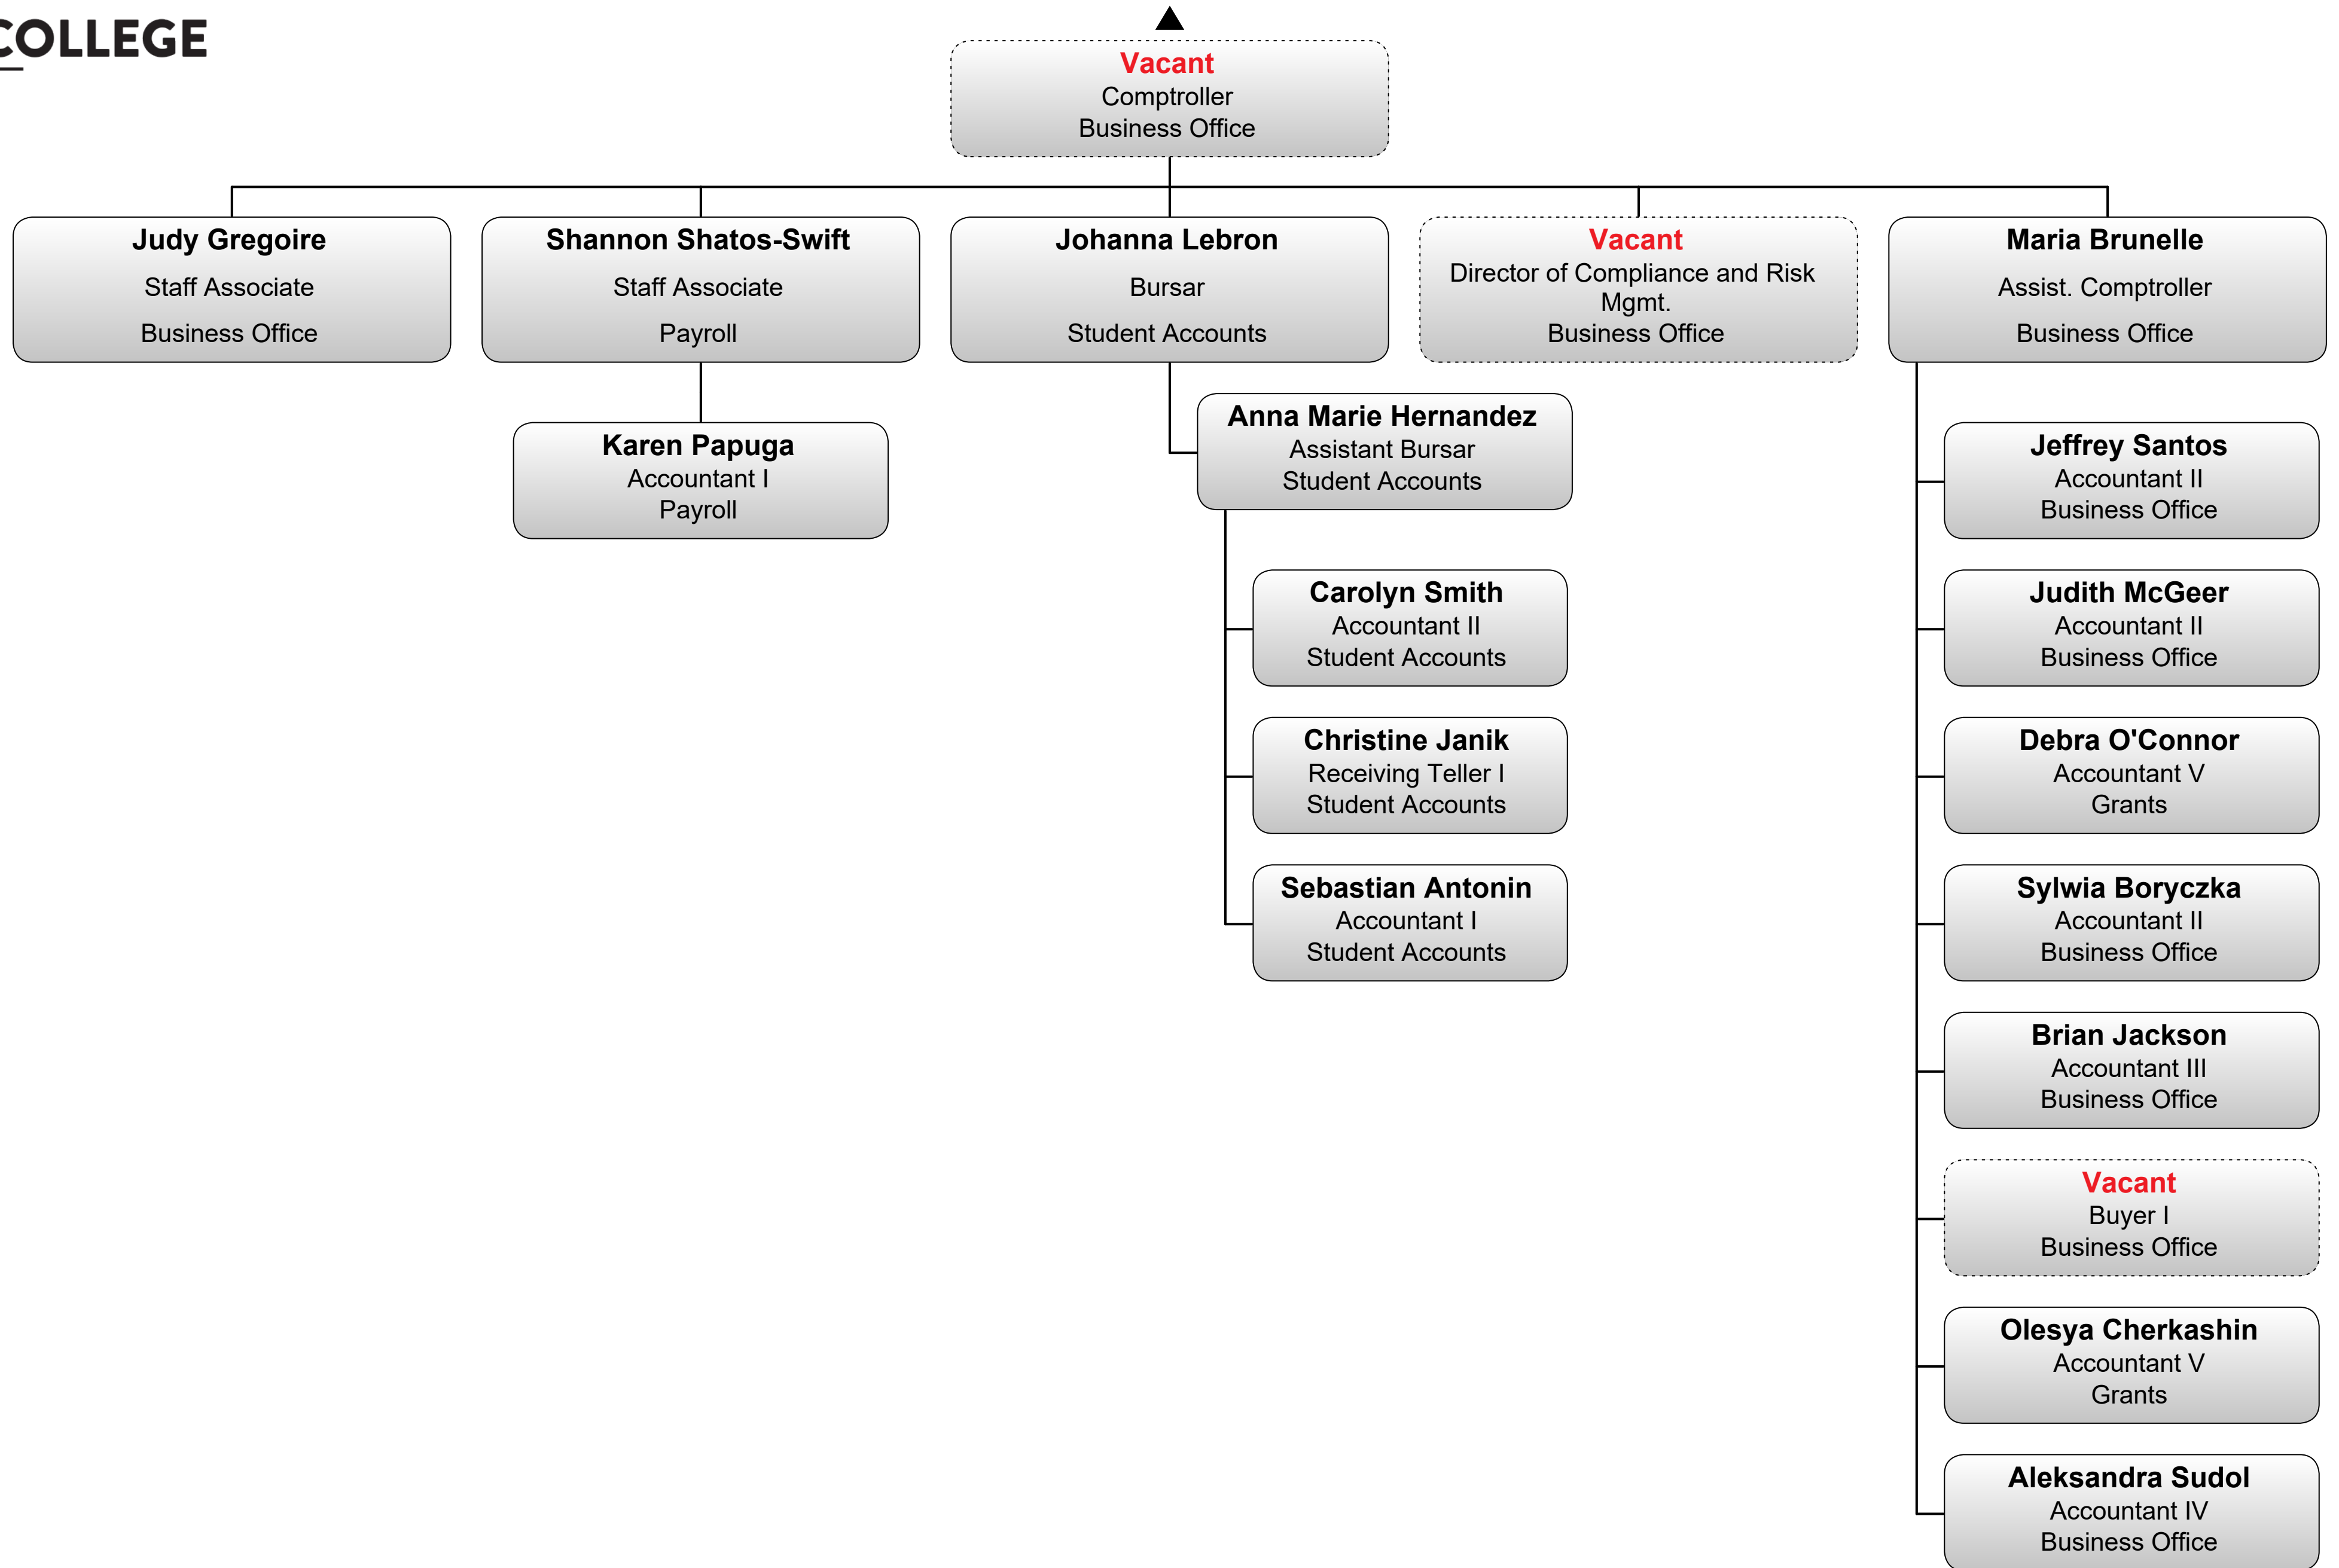 COLLEGE
Vacant
Comptroller
Business Office
Judy Gregoire
Staff Associate
Business Office
Shannon Shatos-Swift
Staff Associate
Payroll
Johanna Lebron
Bursar
Student Accounts
Vacant
Director of Compliance and Risk
Mgmt.
Business Office
Maria Brunelle
Assist. Comptroller
Business Office
Karen Papuga
Accountant I
Payroll
Anna Marie Hernandez
Assistant Bursar
Student Accounts
Carolyn Smith
Accountant II
Student Accounts
Christine Janik
Receiving Teller I
Student Accounts
Sebastian Antonin
Accountant I
Student Accounts
Jeffrey Santos
Accountant II
Business Office
Judith McGeer
Accountant II
Business Office
Debra O'Connor
Accountant V
Grants
Sylwia Boryczka
Accountant II
Business Office
Brian Jackson
Accountant III
Business Office
Vacant
Buyer I
Business Office
Olesya Cherkashin
Accountant V
Grants
Aleksandra Sudol
Accountant IV
Business Office